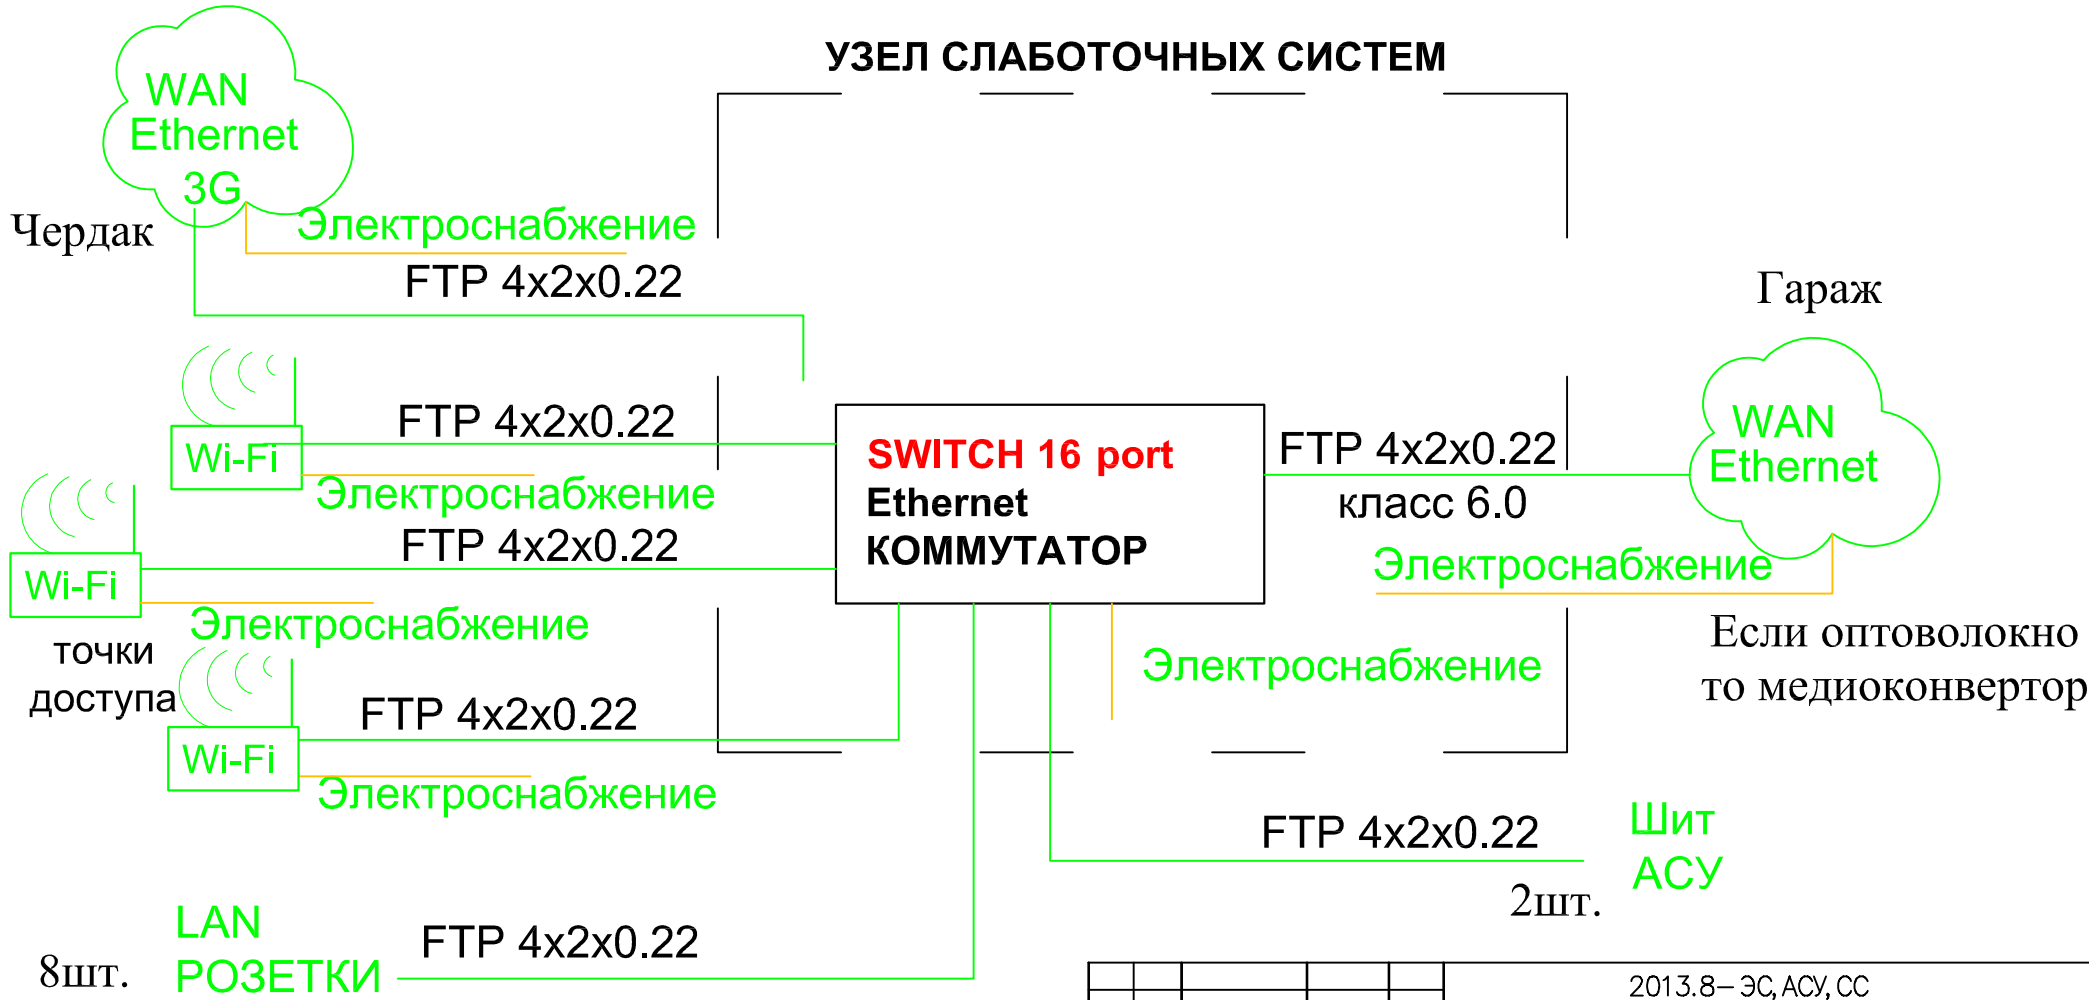 УЗЕЛ СЛАБОТОЧНЫХ СИСТЕМ
WAN
Ethernet
3G
Чердак
Электроснабжение
FTP 4x2x0.22
Гараж
Wi-Fi
FTP 4x2x0.22
Электроснабжение
SWITCH 16 port
Ethernet
КОММУТАТОР
FTP 4x2x0.22
класс 6.0
WAN
Ethernet
Электроснабжение
Если оптоволокно
то медиоконвертор
Wi-Fi
FTP 4x2x0.22
Электроснабжение
точки
доступа
Электроснабжение
Wi-Fi
FTP 4x2x0.22
Электроснабжение
FTP 4x2x0.22
Шит
АСУ
2шт.
8шт.
LAN
РОЗЕТКИ
FTP 4x2x0.22
2013.8–ЭС, АСУ, СС